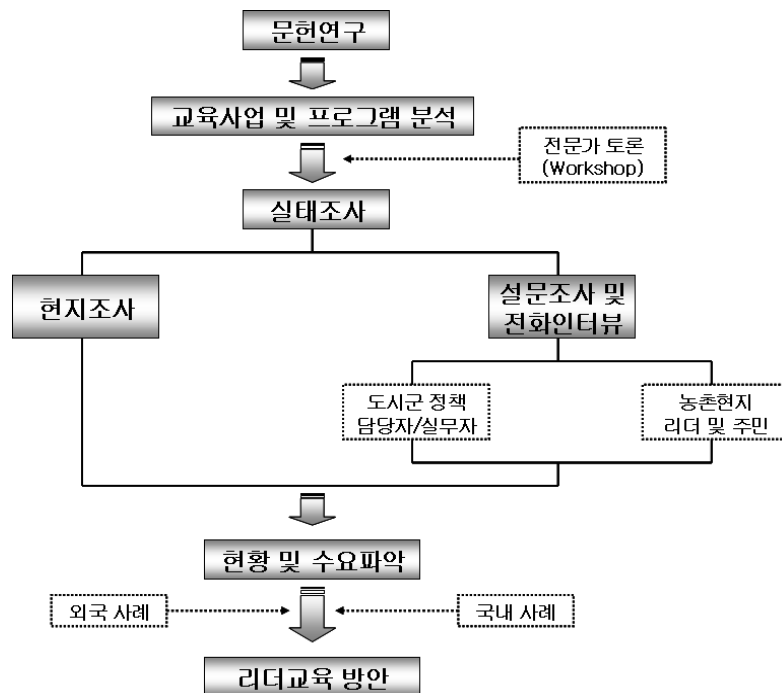 문헌연구
교육사업 및 프로그램 분석
전문가 토론
(Workshop)
실태조사
현지조사
설문조사 및
전화인터뷰
도시군 정책
담당자/실무자
농촌현지
리더 및 주민
현황 및 수요파악
외국 사례
국내 사례
리더교육 방안